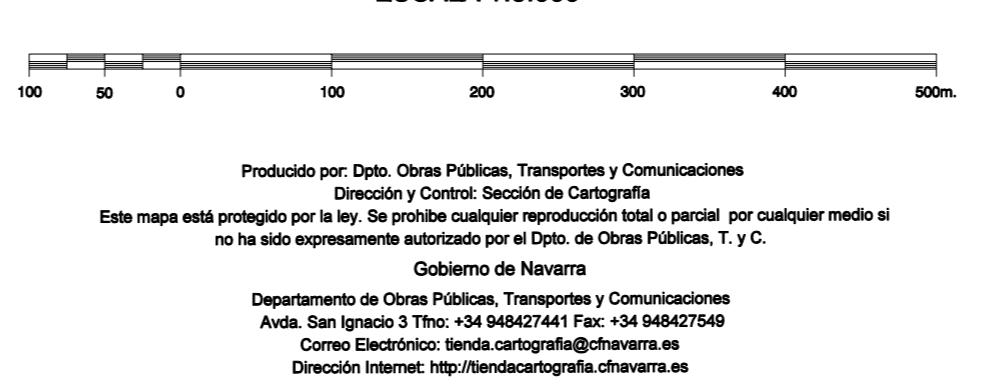 100 50 0 100 200 300 400 500m.
Producido por: Dpto. Obras Públicas, Transportes y Comunicaciones
Dirección y Control: Sección de Cartografía
Este mapa está protegido por la ley. Se prohibe cualquier reproducción total o parcial por cualquier medio si
no ha sido expresamente autorizado por el Dpto. de Obras Públicas, T. y C.
Gobierno de Navarra
Departamento de Obras Públicas, Transportes y Comunicaciones
Avda. San Ignacio 3 Tfno: +34 948427441 Fax: +34 948427549
Correo Electrónico: tienda.cartografia@cfnavarra.es
Dirección Internet: http://tiendacartografia.cfnavarra.es